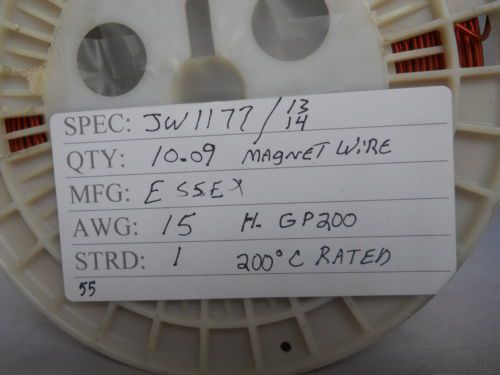 SPEC: JW1177/13
14
QTY: 10.09 MAGNET WIRE
MFG: ESSEX
AWG: 15 H. GP200
STRD: 1 200°C RATED
55